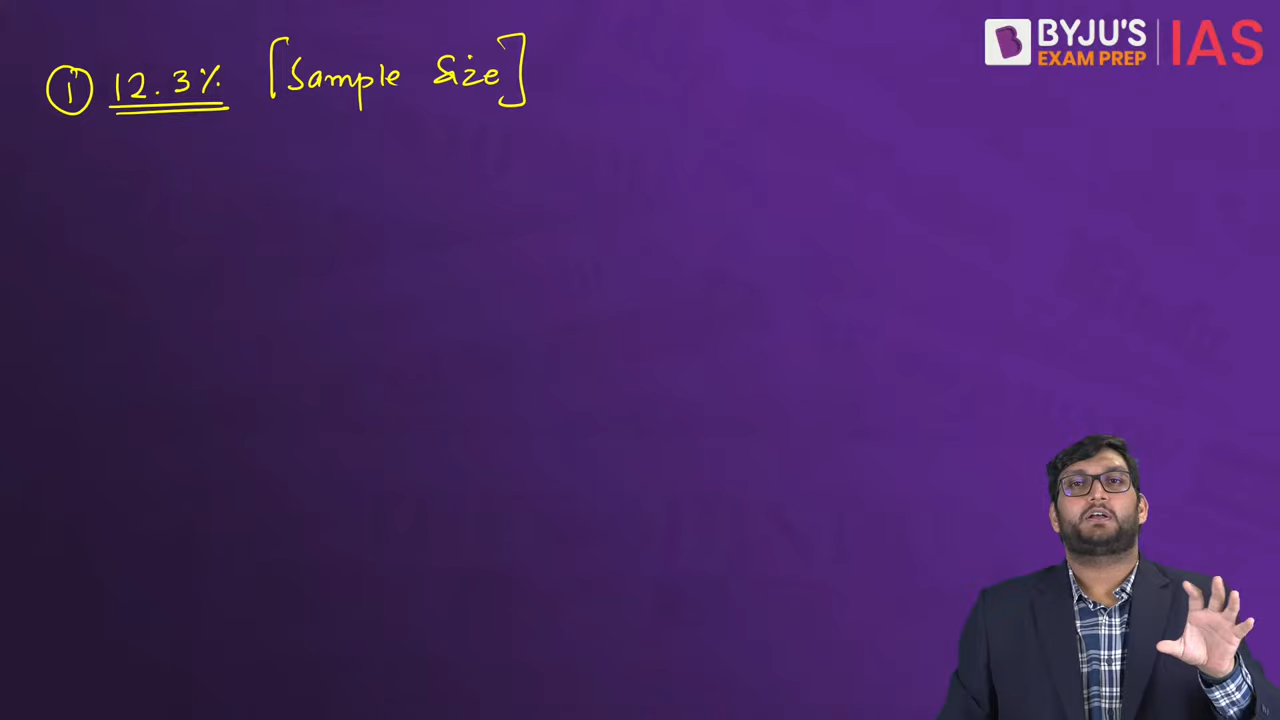 ① 12.3% [Sample Size]
BYJU'S
EXAM PREP
IAS